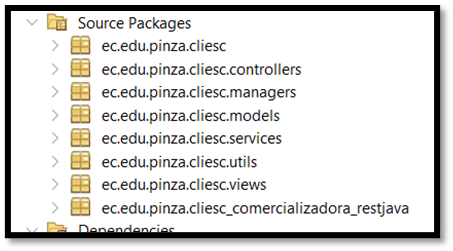 Source Packages
ec.edu.pinza.cliesc
ec.edu.pinza.cliesc.controllers
ec.edu.pinza.cliesc.managers
ec.edu.pinza.cliesc.models
ec.edu.pinza.cliesc.services
ec.edu.pinza.cliesc.utils
ec.edu.pinza.cliesc.views
ec.edu.pinza.cliesc_comercializadora_restjava
Dependencies